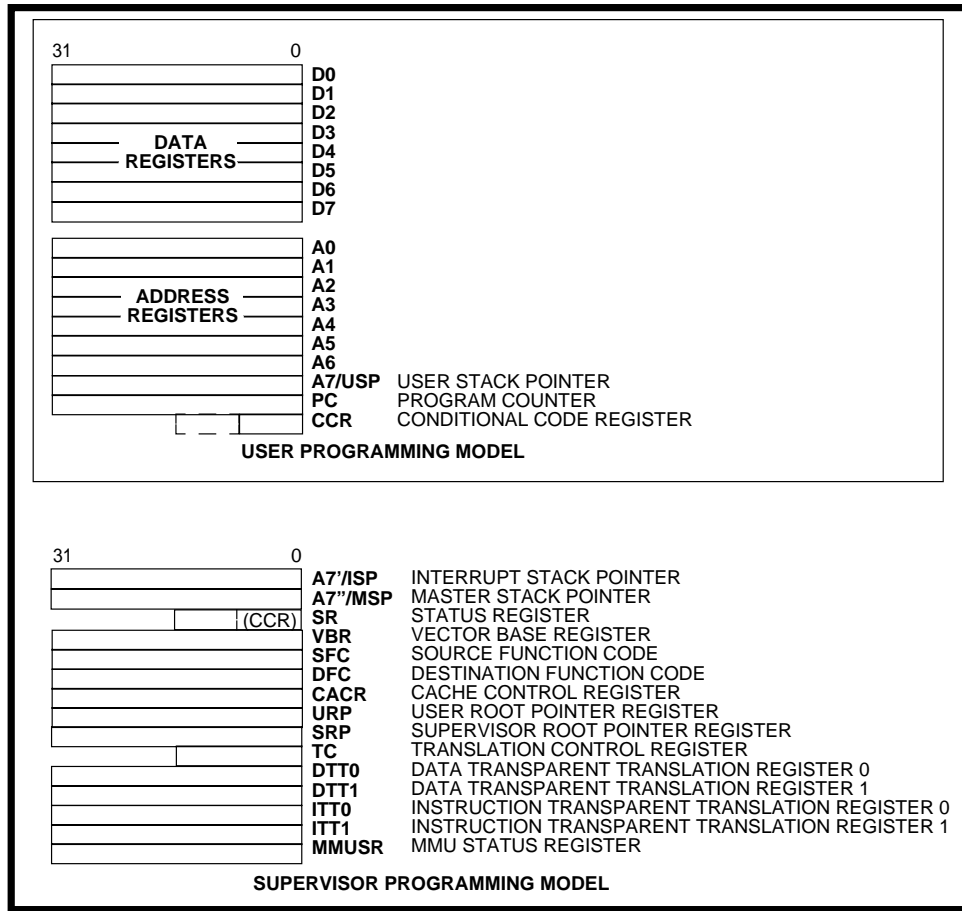 31 0
D0
D1
D2
D3
D4
D5
D6
D7
DATA
REGISTERS
A0
A1
A2
A3
A4
A5
A6
ADDRESS
REGISTERS
A7/USP USER STACK POINTER
PC PROGRAM COUNTER
CCR CONDITIONAL CODE REGISTER
USER PROGRAMMING MODEL
31 0
A7'/ISP INTERRUPT STACK POINTER
A7"/MSP MASTER STACK POINTER
(CCR) SR STATUS REGISTER
VBR VECTOR BASE REGISTER
SFC SOURCE FUNCTION CODE
DFC DESTINATION FUNCTION CODE
CACR CACHE CONTROL REGISTER
URP USER ROOT POINTER REGISTER
SRP SUPERVISOR ROOT POINTER REGISTER
TC TRANSLATION CONTROL REGISTER
DTT0 DATA TRANSPARENT TRANSLATION REGISTER 0
DTT1 DATA TRANSPARENT TRANSLATION REGISTER 1
ITT0 INSTRUCTION TRANSPARENT TRANSLATION REGISTER 0
ITT1 INSTRUCTION TRANSPARENT TRANSLATION REGISTER 1
MMUSR MMU STATUS REGISTER
SUPERVISOR PROGRAMMING MODEL